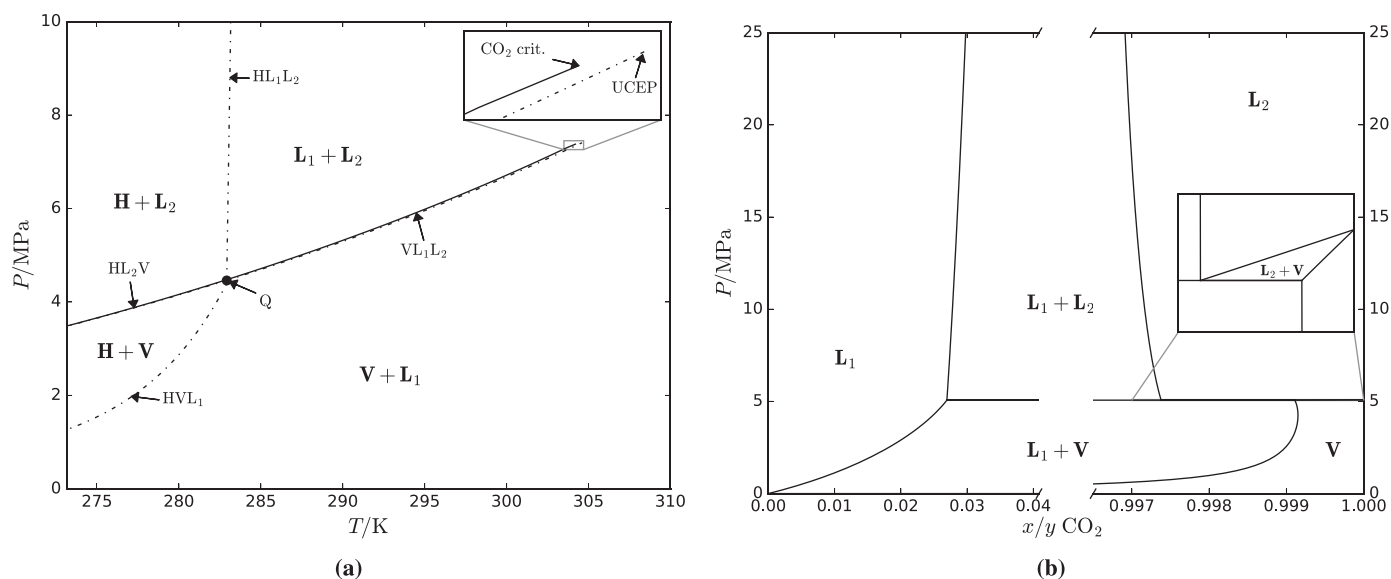 10
8
6
4
2
0
P/MPa
275
280
285
290
295
300
305
310
T/K
HL₁L₂
CO₂ crit.
UCEP
L₁ + L₂
H + L₂
HL₂V
VL₁L₂
Q
H + V
HVL₁
V + L₁
(a)
25
20
15
10
5
0
P/MPa
0.00
0.01
0.02
0.03
0.04
0.997
0.998
0.999
1.000
x/y CO₂
25
20
15
10
5
0
L₂
L₂ + V
L₁ + L₂
L₁
L₁ + V
V
(b)